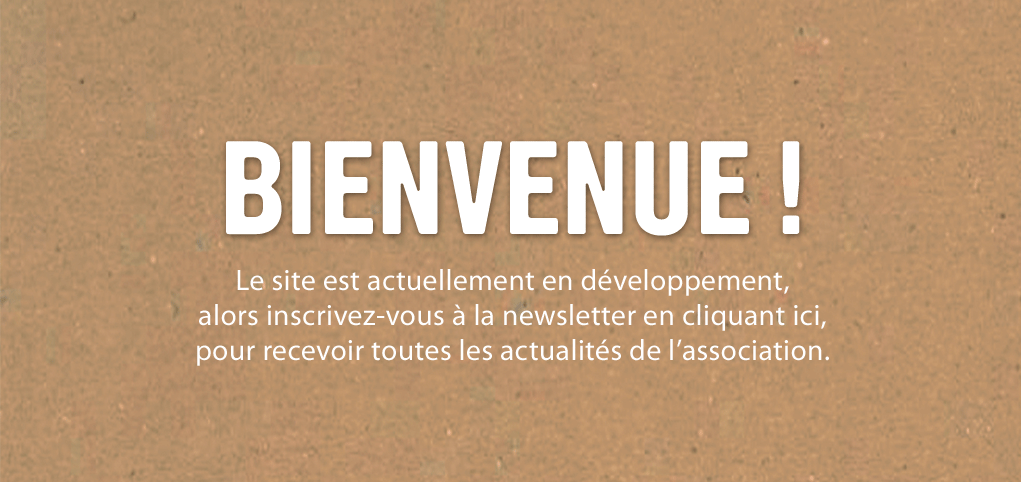 BIENVENUE !
Le site est actuellement en développement,
alors inscrivez-vous à la newsletter en cliquant ici,
pour recevoir toutes les actualités de l’association.